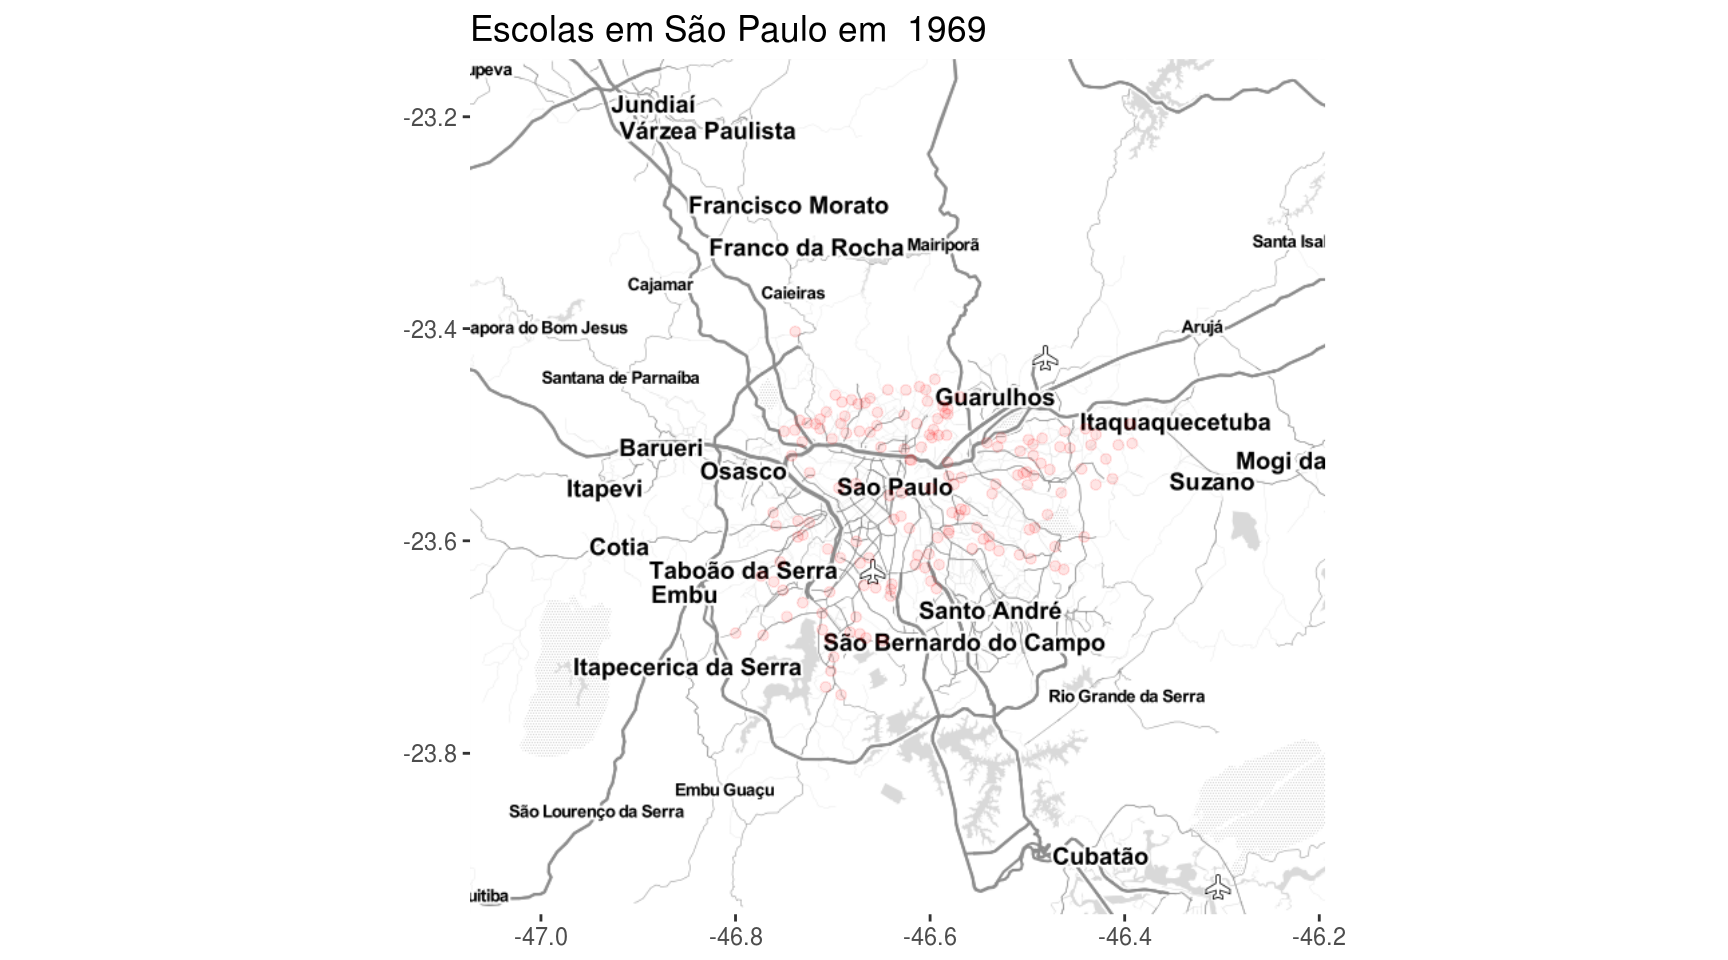 Escolas em São Paulo em 1969
upeva
Jundiaí
-23.2
Várzea Paulista
Francisco Morato
Santa Isal
Franco da Rocha Mairiporã
Cajamar
Caieiras
-23.4
apora do Bom Jesus
Arujá
Santana de Parnaíba
Guarulhos
Itaquaquecetuba
Barueri
Mogi da
Osasco
Suzano
Itapevi
Sao Paulo
-23.6
Cotia
Taboão da Serra
Embu
Santo André
São Bernardo do Campo
Itapecerica da Serra
Rio Grande da Serra
-23.8
Embu Guaçu
São Lourenço da Serra
Cubatão
uitiba
-47.0 -46.8 -46.6 -46.4 -46.2